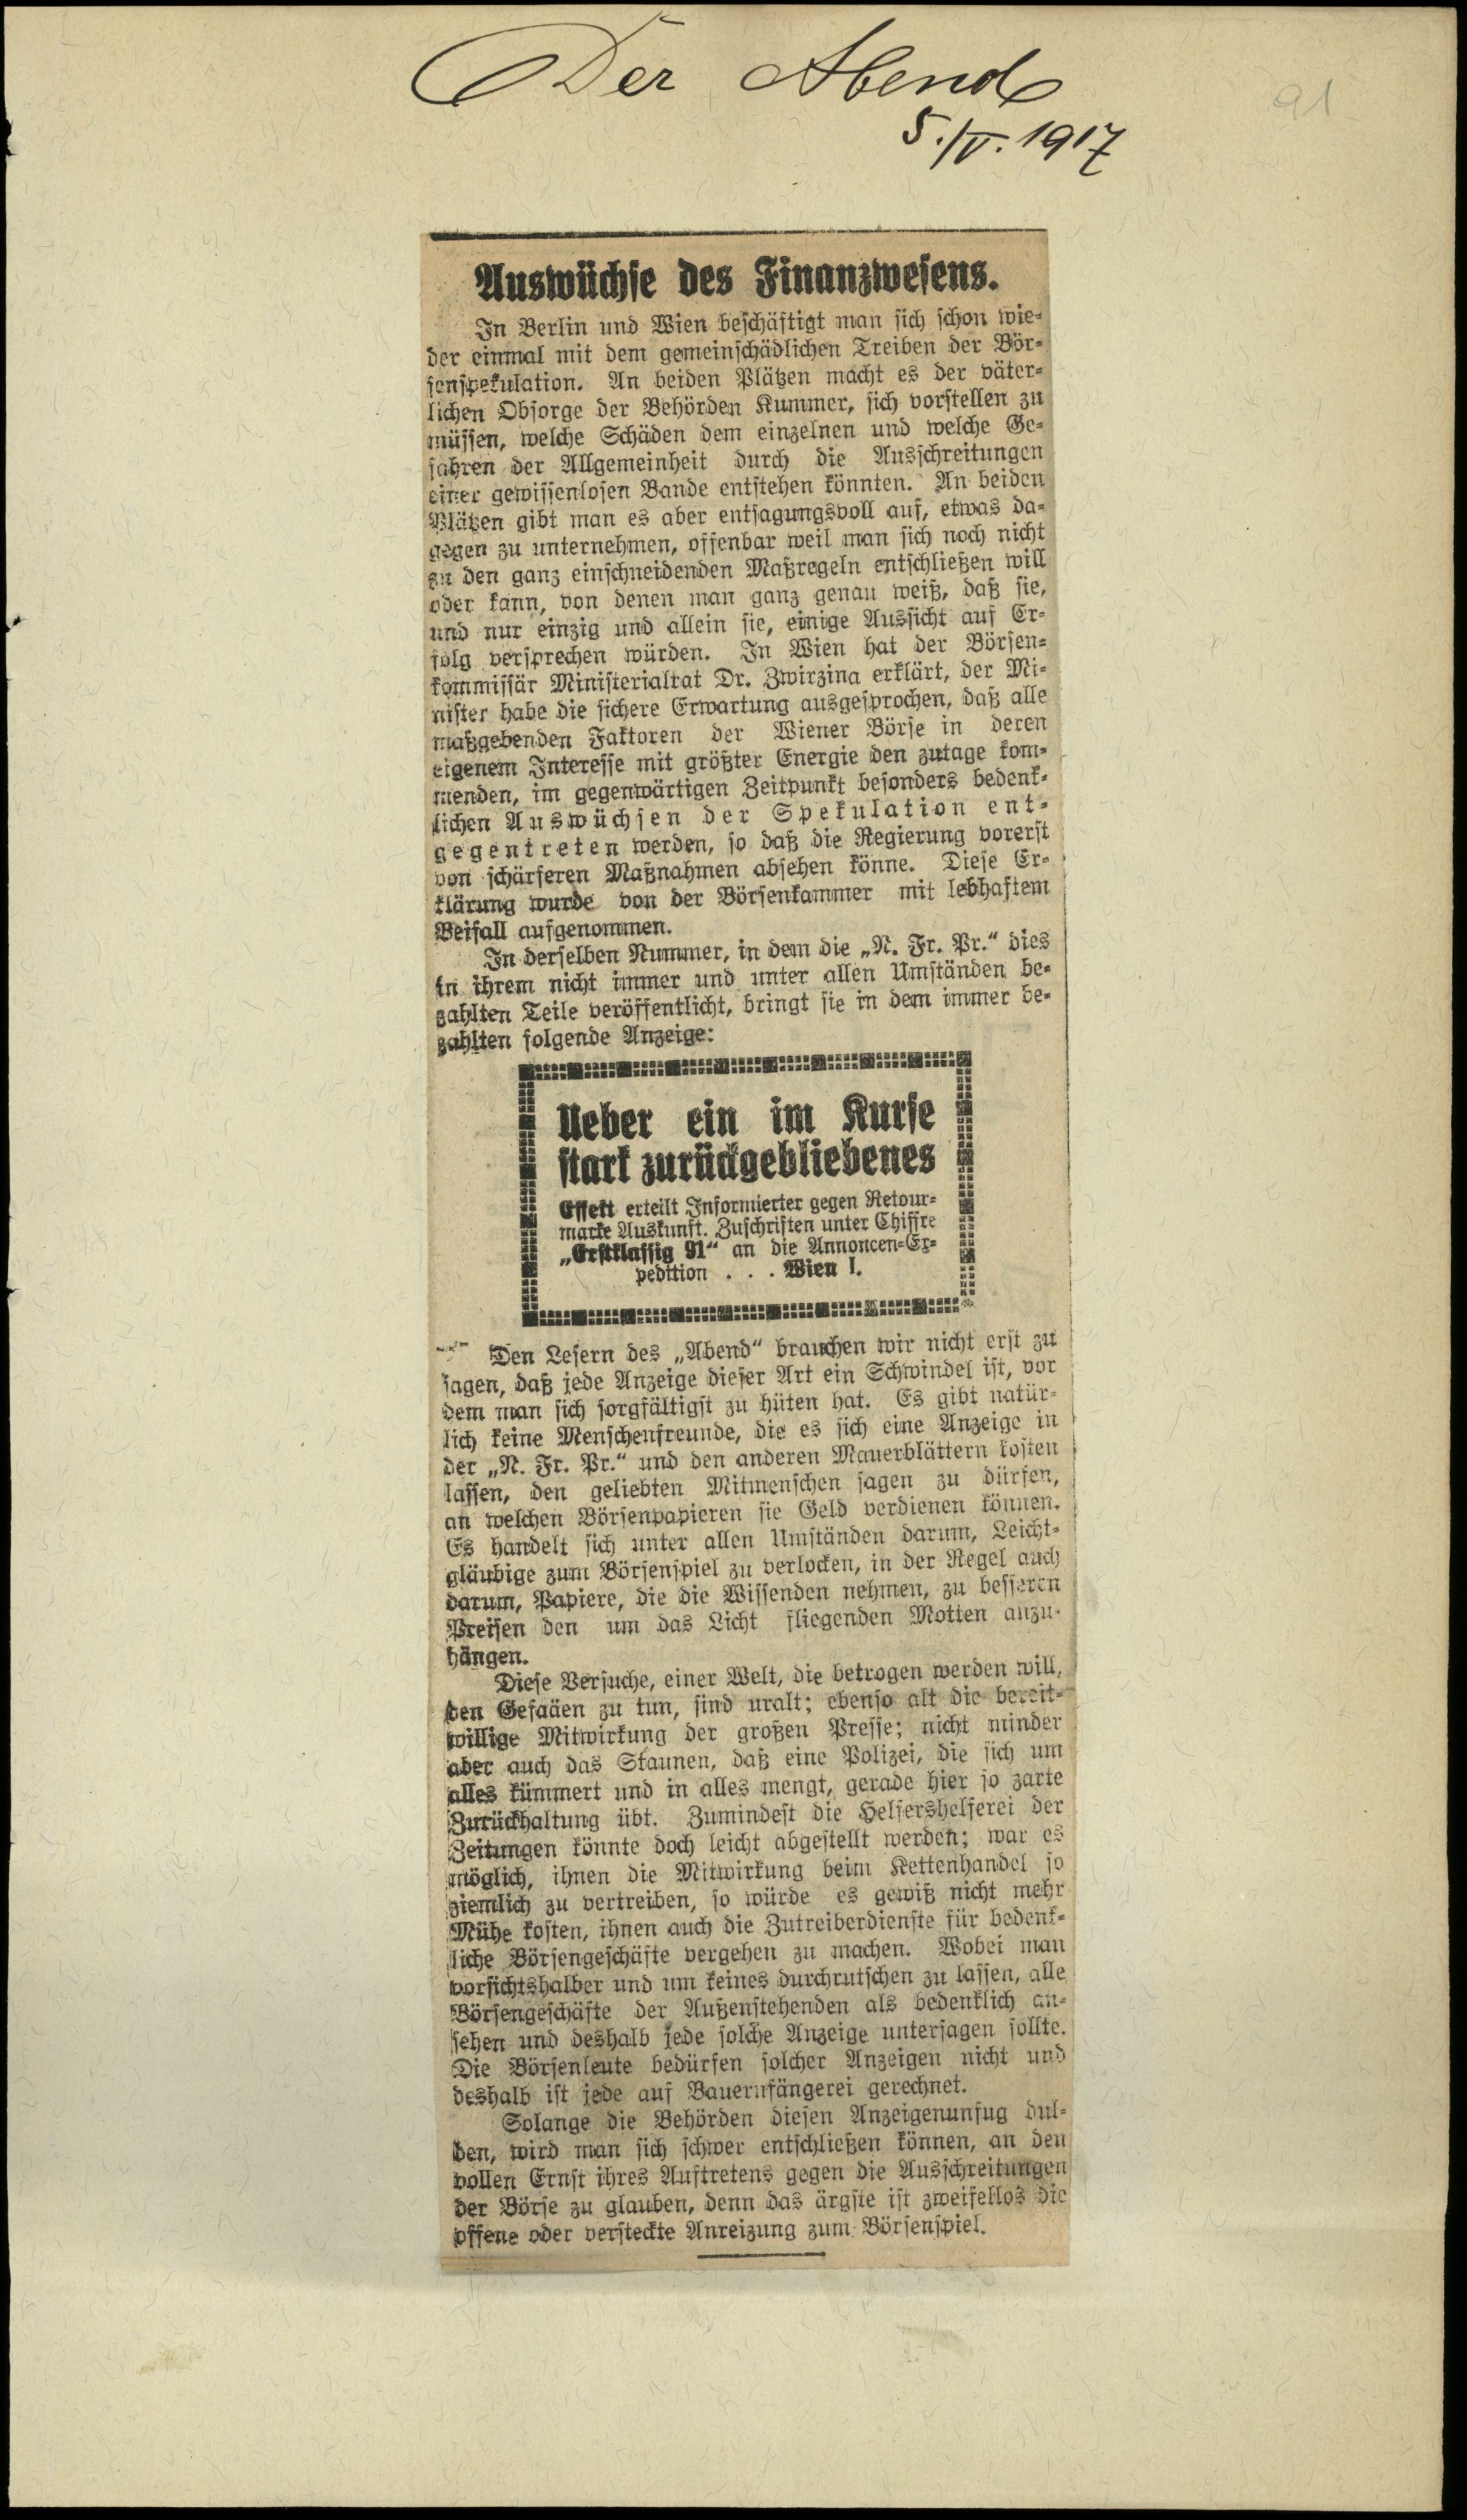 Der Abend
5./V. 1917
91
Auswüchse des Finanzwesens.
In Berlin und Wien beschäftigt man sich schon wie-
der einmal mit dem gemeinschädlichen Treiben der Bör-
senspekulation. An beiden Plätzen macht es der väter-
lichen Obsorge der Behörden Kummer, sich vorstellen zu
müssen, welche Schäden dem einzelnen und welche Ge-
fahren der Allgemeinheit durch die Ausschreitungen
einer gewissenlosen Bande entstehen könnten. An beiden
Plätzen gibt man es aber entsagungsvoll auf, etwas da-
gegen zu unternehmen, offenbar weil man sich noch nicht
zu den ganz einschneidenden Maßregeln entschließen will
oder kann, von denen man ganz genau weiß, daß sie,
und nur einzig und allein sie, einige Aussicht auf Er-
folg versprechen würden. In Wien hat der Börsen-
kommissär Ministerialrat Dr. Zwirzina erklärt, der Mi-
nister habe die sichere Erwartung ausgesprochen, daß alle
maßgebenden Faktoren der Wiener Börse in deren
eigenem Interesse mit größter Energie den zutage kom-
menden, im gegenwärtigen Zeitpunkt besonders bedenk-
lichen Auswüchsen der Spekulation ent-
gegentreten werden, so daß die Regierung vorerst
von schärferen Maßnahmen absehen könne. Diese Er-
klärung wurde von der Börsenkammer mit lebhaftem
Beifall aufgenommen.
In derselben Nummer, in dem die „N. Fr. Pr.“ dies
in ihrem nicht immer und unter allen Umständen be-
zahlten Teile veröffentlicht, bringt sie in dem immer be-
zahlten folgende Anzeige:
Ueber ein im Kurse
stark zurückgebliebenes
Effekt erteilt Informierter gegen Retour-
marke Auskunft. Zuschriften unter Chiffre
„Erstklassig 91“ an die Annoncen-Ex-
pedition . . . Wien I.
Den Lesern des „Abend“ brauchen wir nicht erst zu
sagen, daß jede Anzeige dieser Art ein Schwindel ist, vor
dem man sich sorgfältigst zu hüten hat. Es gibt natür-
lich keine Menschenfreunde, die es sich eine Anzeige in
der „N. Fr. Pr.“ und den anderen Mauerblättern kosten
lassen, den geliebten Mitmenschen sagen zu dürfen,
an welchen Börsenpapieren sie Geld verdienen können.
Es handelt sich unter allen Umständen darum, Leicht-
gläubige zum Börsenspiel zu verlocken, in der Regel auch
darum, Papiere, die die Wissenden nehmen, zu besseren
Preisen den um das Licht fliegenden Motten anzu-
hängen.
Diese Versuche, einer Welt, die betrogen werden will,
den Gefaäen zu tun, sind uralt; ebenso alt die bereit-
willige Mitwirkung der großen Presse; nicht minder
aber auch das Staunen, daß eine Polizei, die sich um
alles kümmert und in alles mengt, gerade hier so zarte
Zurückhaltung übt. Zumindest die Helfershelferei der
Zeitungen könnte doch leicht abgestellt werden; war es
möglich, ihnen die Mitwirkung beim Kettenhandel so
ziemlich zu vertreiben, so würde es gewiß nicht mehr
Mühe kosten, ihnen auch die Zutreiberdienste für bedenk-
liche Börsengeschäfte vergehen zu machen. Wobei man
vorsichtshalber und um keines durchrutschen zu lassen, alle
Börsengeschäfte der Außenstehenden als bedenklich an-
sehen und deshalb jede solche Anzeige untersagen sollte.
Die Börsenleute bedürfen solcher Anzeigen nicht und
deshalb ist jede auf Bauernfängerei gerechnet.
Solange die Behörden diesen Anzeigenunfug dul-
den, wird man sich schwer entschließen können, an den
vollen Ernst ihres Auftretens gegen die Ausschreitungen
der Börse zu glauben, denn das ärgste ist zweifellos die
offene oder versteckte Anreizung zum Börsenspiel.